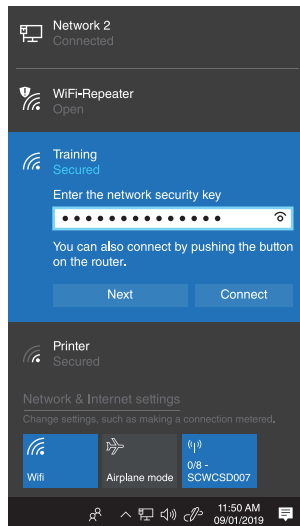 Network 2
Connected
WiFi-Repeater
Open
Training
Secured
Enter the network security key
You can also connect by pushing the button
on the router.
Next
Connect
Printer
Secured
Network & Internet settings
Change settings, such as making a connection metered.
Wifi
Airplane mode
0/8 -
SCWCSD007
11:50 AM
09/01/2019